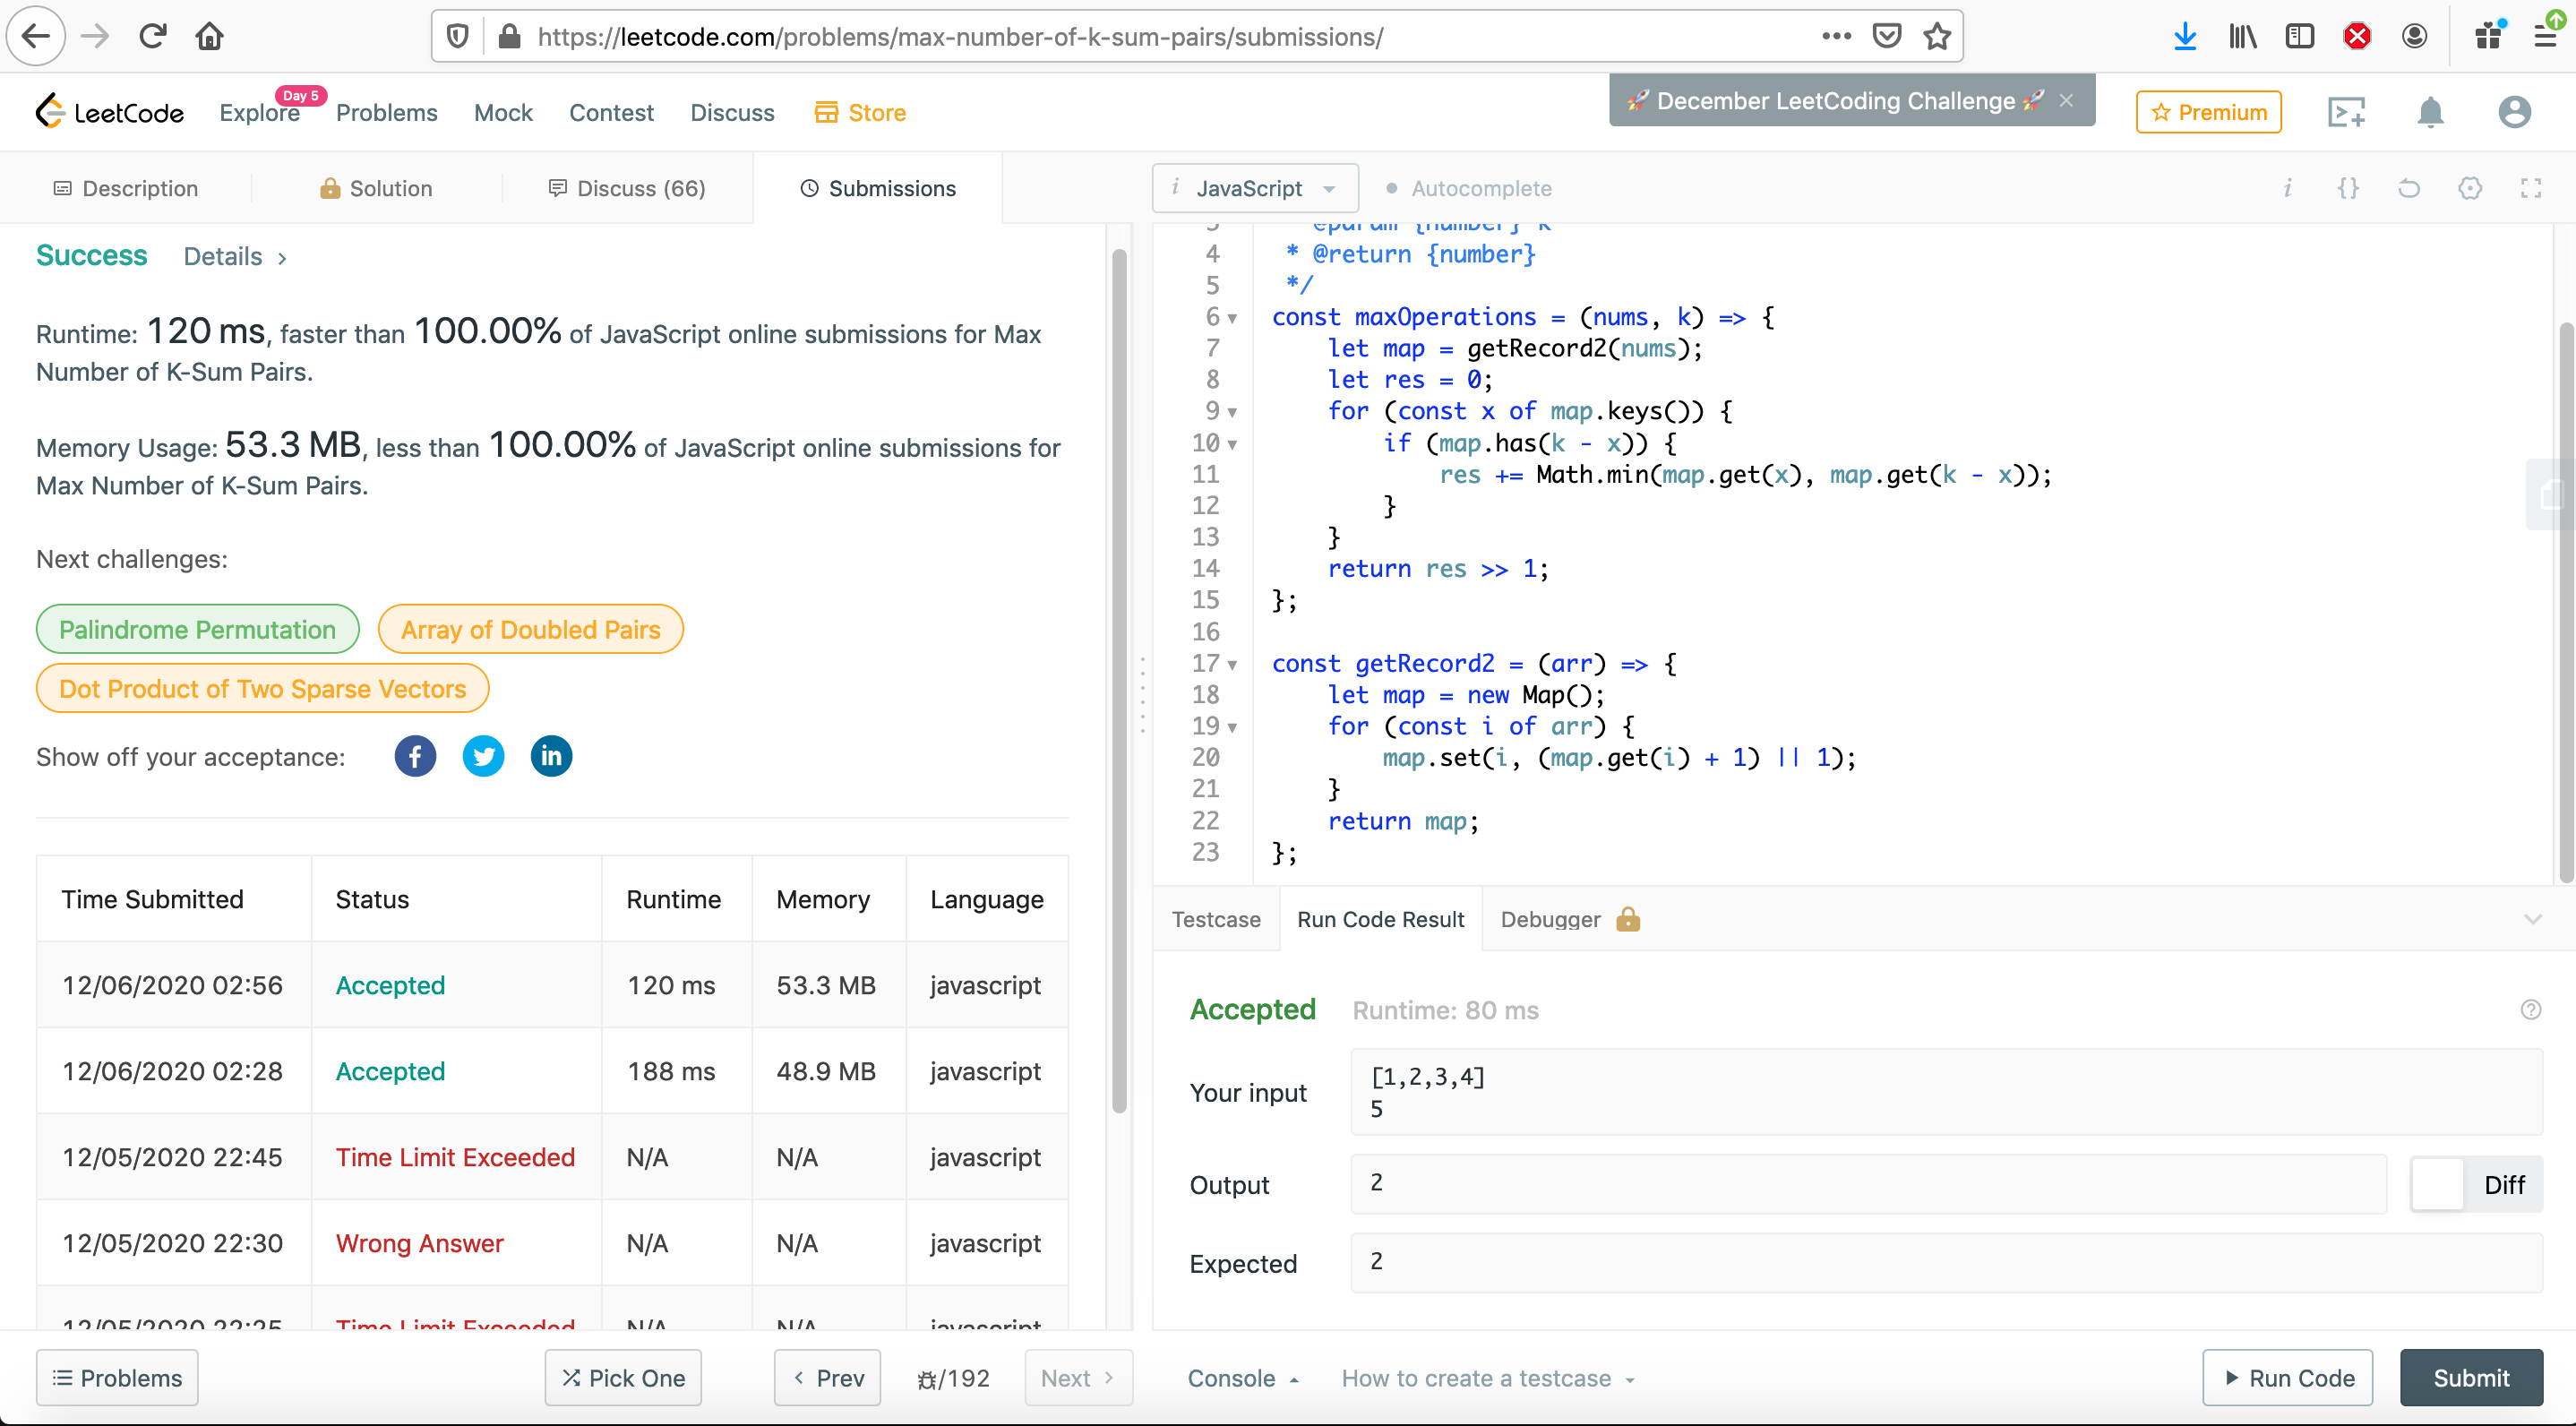 https://leetcode.com/problems/max-number-of-k-sum-pairs/submissions/
LeetCode
Explore
Day 5
Problems
Mock
Contest
Discuss
Store
🚀 December LeetCoding Challenge 🚀 ×
Premium
Description
Solution
Discuss (66)
Submissions
i JavaScript
Autocomplete
Success
Details >
Runtime: 120 ms, faster than 100.00% of JavaScript online submissions for Max
Number of K-Sum Pairs.
Memory Usage: 53.3 MB, less than 100.00% of JavaScript online submissions for
Max Number of K-Sum Pairs.
Next challenges:
Palindrome Permutation
Array of Doubled Pairs
Dot Product of Two Sparse Vectors
Show off your acceptance:
Time Submitted Status Runtime Memory Language
12/06/2020 02:56 Accepted 120 ms 53.3 MB javascript
12/06/2020 02:28 Accepted 188 ms 48.9 MB javascript
12/05/2020 22:45 Time Limit Exceeded N/A N/A javascript
12/05/2020 22:30 Wrong Answer N/A N/A javascript
12/05/2020 22:25 Time Limit Exceeded N/A N/A javascript
Problems
Pick One
< Prev
/192
Next >
3 @param {number} k
4 * @return {number}
5 */
6 const maxOperations = (nums, k) => {
7 let map = getRecord2(nums);
8 let res = 0;
9 for (const x of map.keys()) {
10 if (map.has(k - x)) {
11 res += Math.min(map.get(x), map.get(k - x));
12 }
13 }
14 return res >> 1;
15 };
16
17 const getRecord2 = (arr) => {
18 let map = new Map();
19 for (const i of arr) {
20 map.set(i, (map.get(i) + 1) || 1);
21 }
22 return map;
23 };
Testcase
Run Code Result
Debugger
Accepted
Runtime: 80 ms
Your input
[1,2,3,4]
5
Output
2
Diff
Expected
2
Console
How to create a testcase
Run Code
Submit